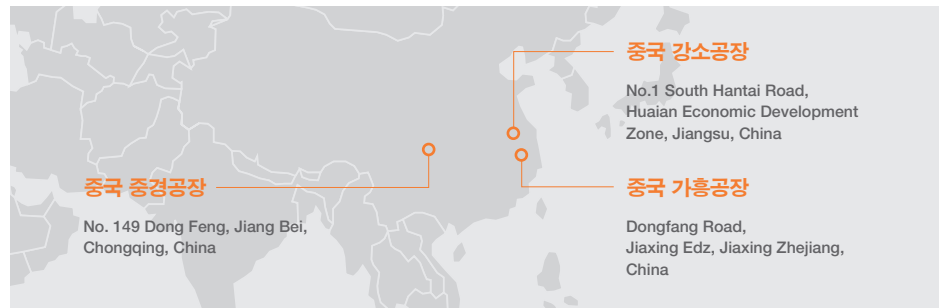 중국 강소공장
No.1 South Hantai Road,
Huaian Economic Development
Zone, Jiangsu, China
중국 중경공장
No. 149 Dong Feng, Jiang Bei,
Chongqing, China
중국 가흥공장
Dongfang Road,
Jiaxing Edz, Jiaxing Zhejiang,
China